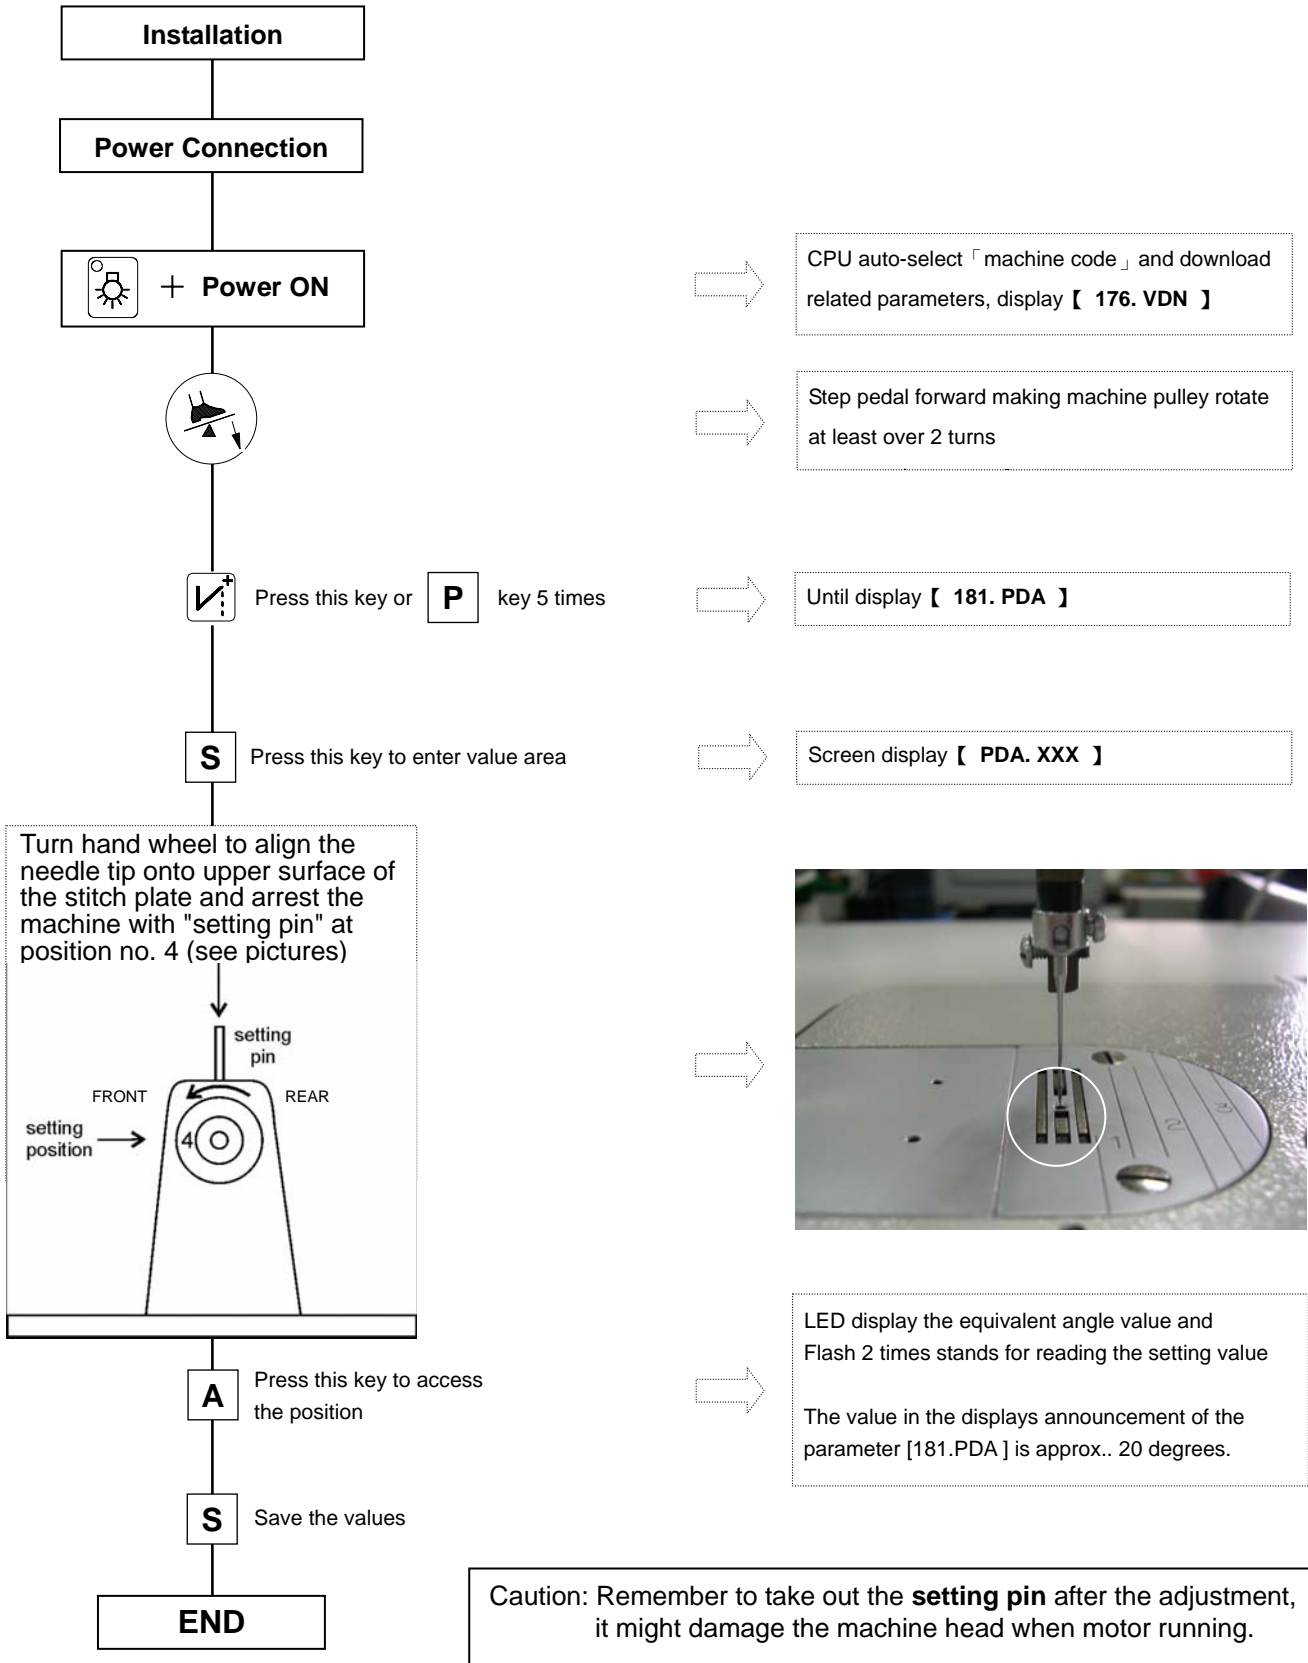 Installation
Power Connection
+ Power ON
CPU auto-select「machine code」and download
related parameters, display【 176. VDN 】
Step pedal forward making machine pulley rotate
at least over 2 turns
Press this key or P key 5 times
Until display【 181. PDA 】
S Press this key to enter value area
Screen display【 PDA. XXX 】
Turn hand wheel to align the
needle tip onto upper surface of
the stitch plate and arrest the
machine with "setting pin" at
position no. 4 (see pictures)
setting
pin
FRONT REAR
setting
position
4
1 2 3
A Press this key to access
the position
LED display the equivalent angle value and
Flash 2 times stands for reading the setting value
The value in the displays announcement of the
parameter [181.PDA ] is approx.. 20 degrees.
S Save the values
END
Caution: Remember to take out the setting pin after the adjustment,
it might damage the machine head when motor running.